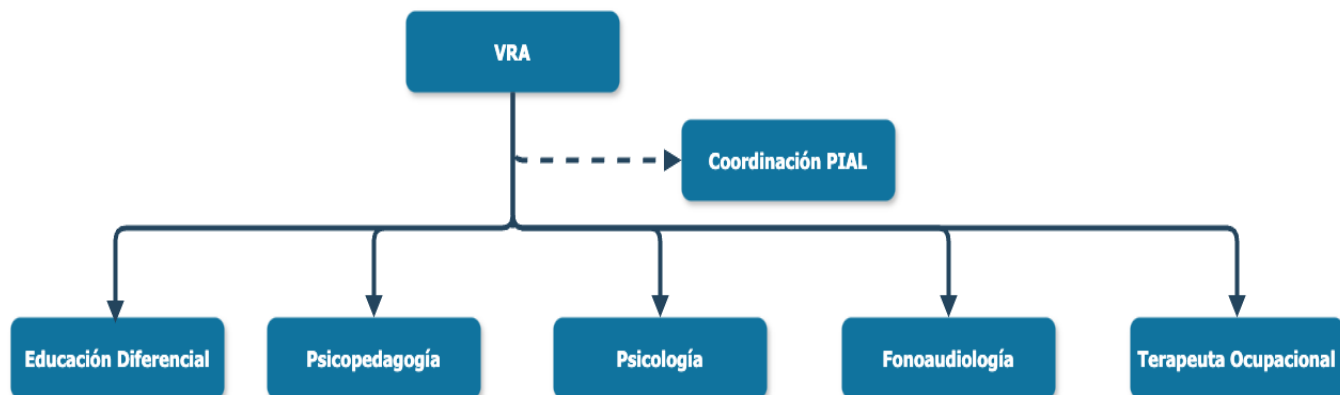 VRA
Coordinación PIAL
Educación Diferencial
Psicopedagogía
Psicología
Fonoaudiología
Terapeuta Ocupacional